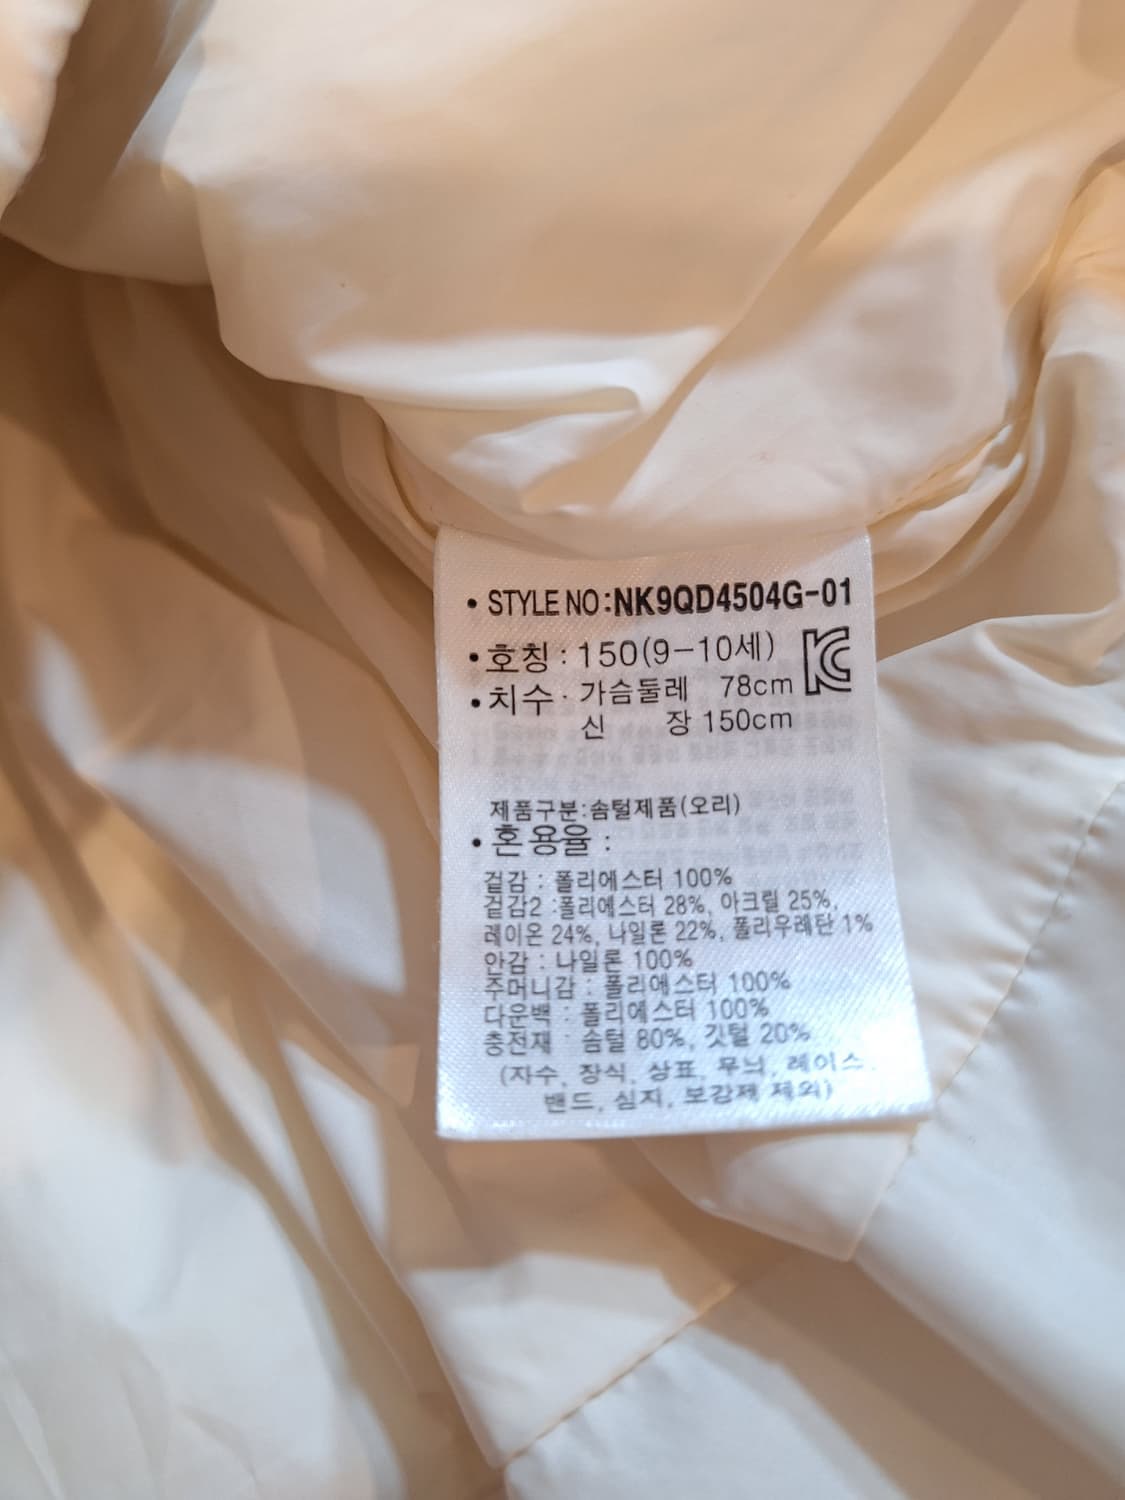 • STYLE NO:NK9QD4504G-01
• 호칭 : 150(9-10세)
• 치수 · 가슴둘레 78cm
신 장 150cm
제품구분:솜털제품(오리)
• 혼용율 :
겉감 : 폴리에스터 100%
겉감2 :폴리에스터 28%, 아크릴 25%,
레이온 24%, 나일론 22%, 폴리우레탄 1%
안감 : 나일론 100%
주머니감 : 폴리에스터 100%
다운백 : 폴리에스터 100%
충전재 : 솜털 80%, 깃털 20%
(자수, 장식, 상표, 무늬, 레이스,
밴드, 심지, 보강제 제외)